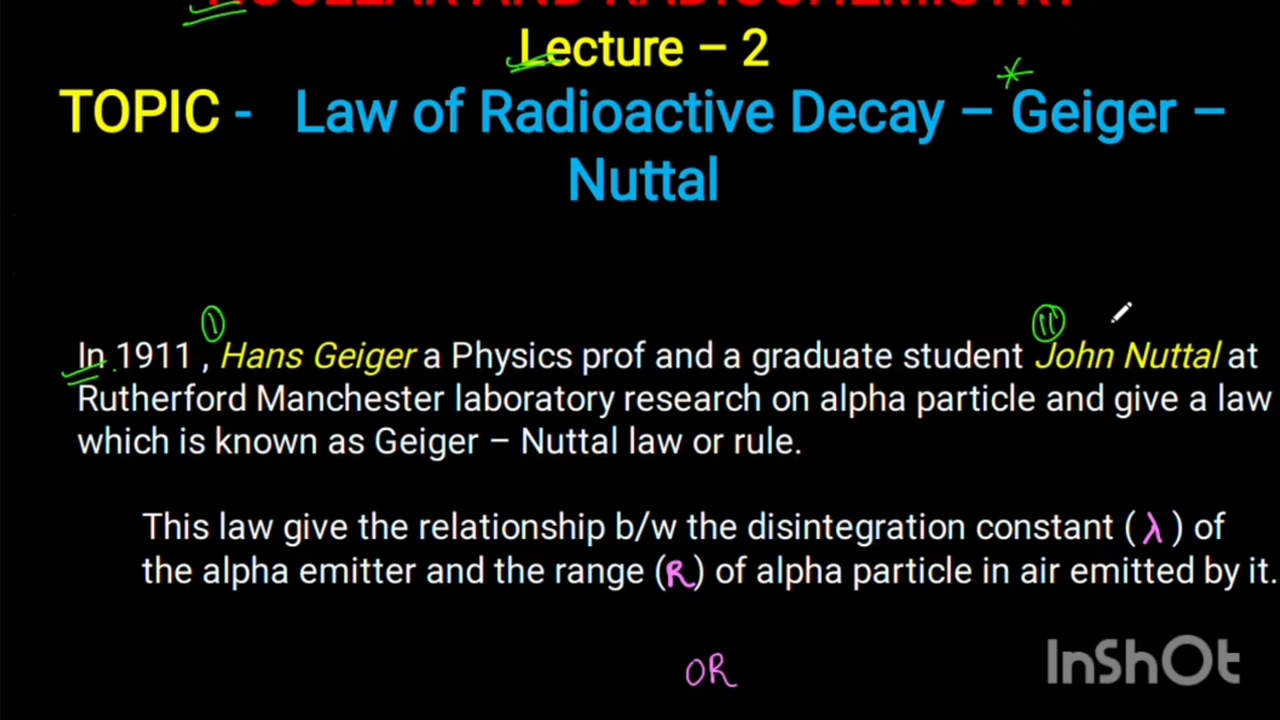 NUCLEAR AND RADIOCHEMISTRY
Lecture – 2
TOPIC - Law of Radioactive Decay – Geiger –
Nuttal
In 1911 , Hans Geiger a Physics prof and a graduate student John Nuttal at
Rutherford Manchester laboratory research on alpha particle and give a law
which is known as Geiger – Nuttal law or rule.
This law give the relationship b/w the disintegration constant ( λ ) of
the alpha emitter and the range (R) of alpha particle in air emitted by it.
OR
InShOt